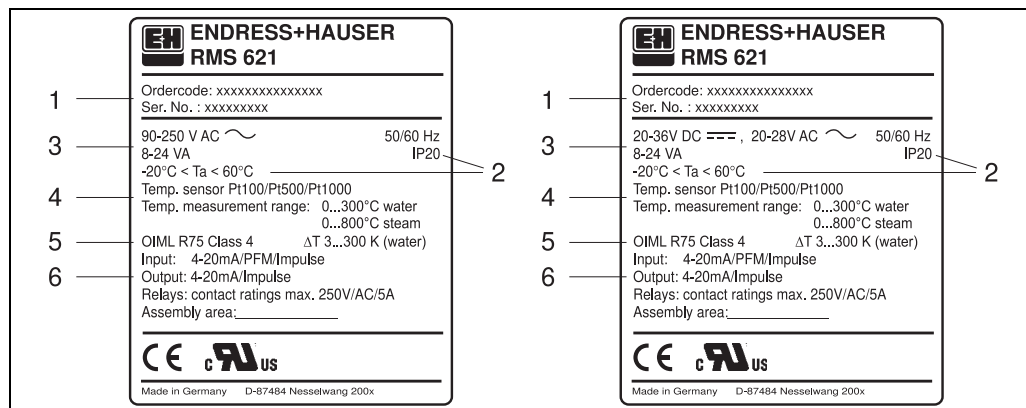 E+H ENDRESS+HAUSER
RMS 621
1
Ordercode: xxxxxxxxxxxxxxx
Ser. No. : xxxxxxxxx
3
90-250 V AC 50/60 Hz
8-24 VA IP20
2
-20°C < Ta < 60°C
4
Temp. sensor Pt100/Pt500/Pt1000
Temp. measurement range: 0...300°C water
0...800°C steam
5
OIML R75 Class 4 ΔT 3...300 K (water)
Input: 4-20mA/PFM/Impulse
6
Output: 4-20mA/Impulse
Relays: contact ratings max. 250V/AC/5A
Assembly area:
CE c RU US
Made in Germany D-87484 Nesselwang 200x
E+H ENDRESS+HAUSER
RMS 621
1
Ordercode: xxxxxxxxxxxxxxx
Ser. No. : xxxxxxxxx
3
20-36V DC , 20-28V AC 50/60 Hz
8-24 VA IP20
2
-20°C < Ta < 60°C
4
Temp. sensor Pt100/Pt500/Pt1000
Temp. measurement range: 0...300°C water
0...800°C steam
5
OIML R75 Class 4 ΔT 3...300 K (water)
Input: 4-20mA/PFM/Impulse
6
Output: 4-20mA/Impulse
Relays: contact ratings max. 250V/AC/5A
Assembly area:
CE c RU US
Made in Germany D-87484 Nesselwang 200x